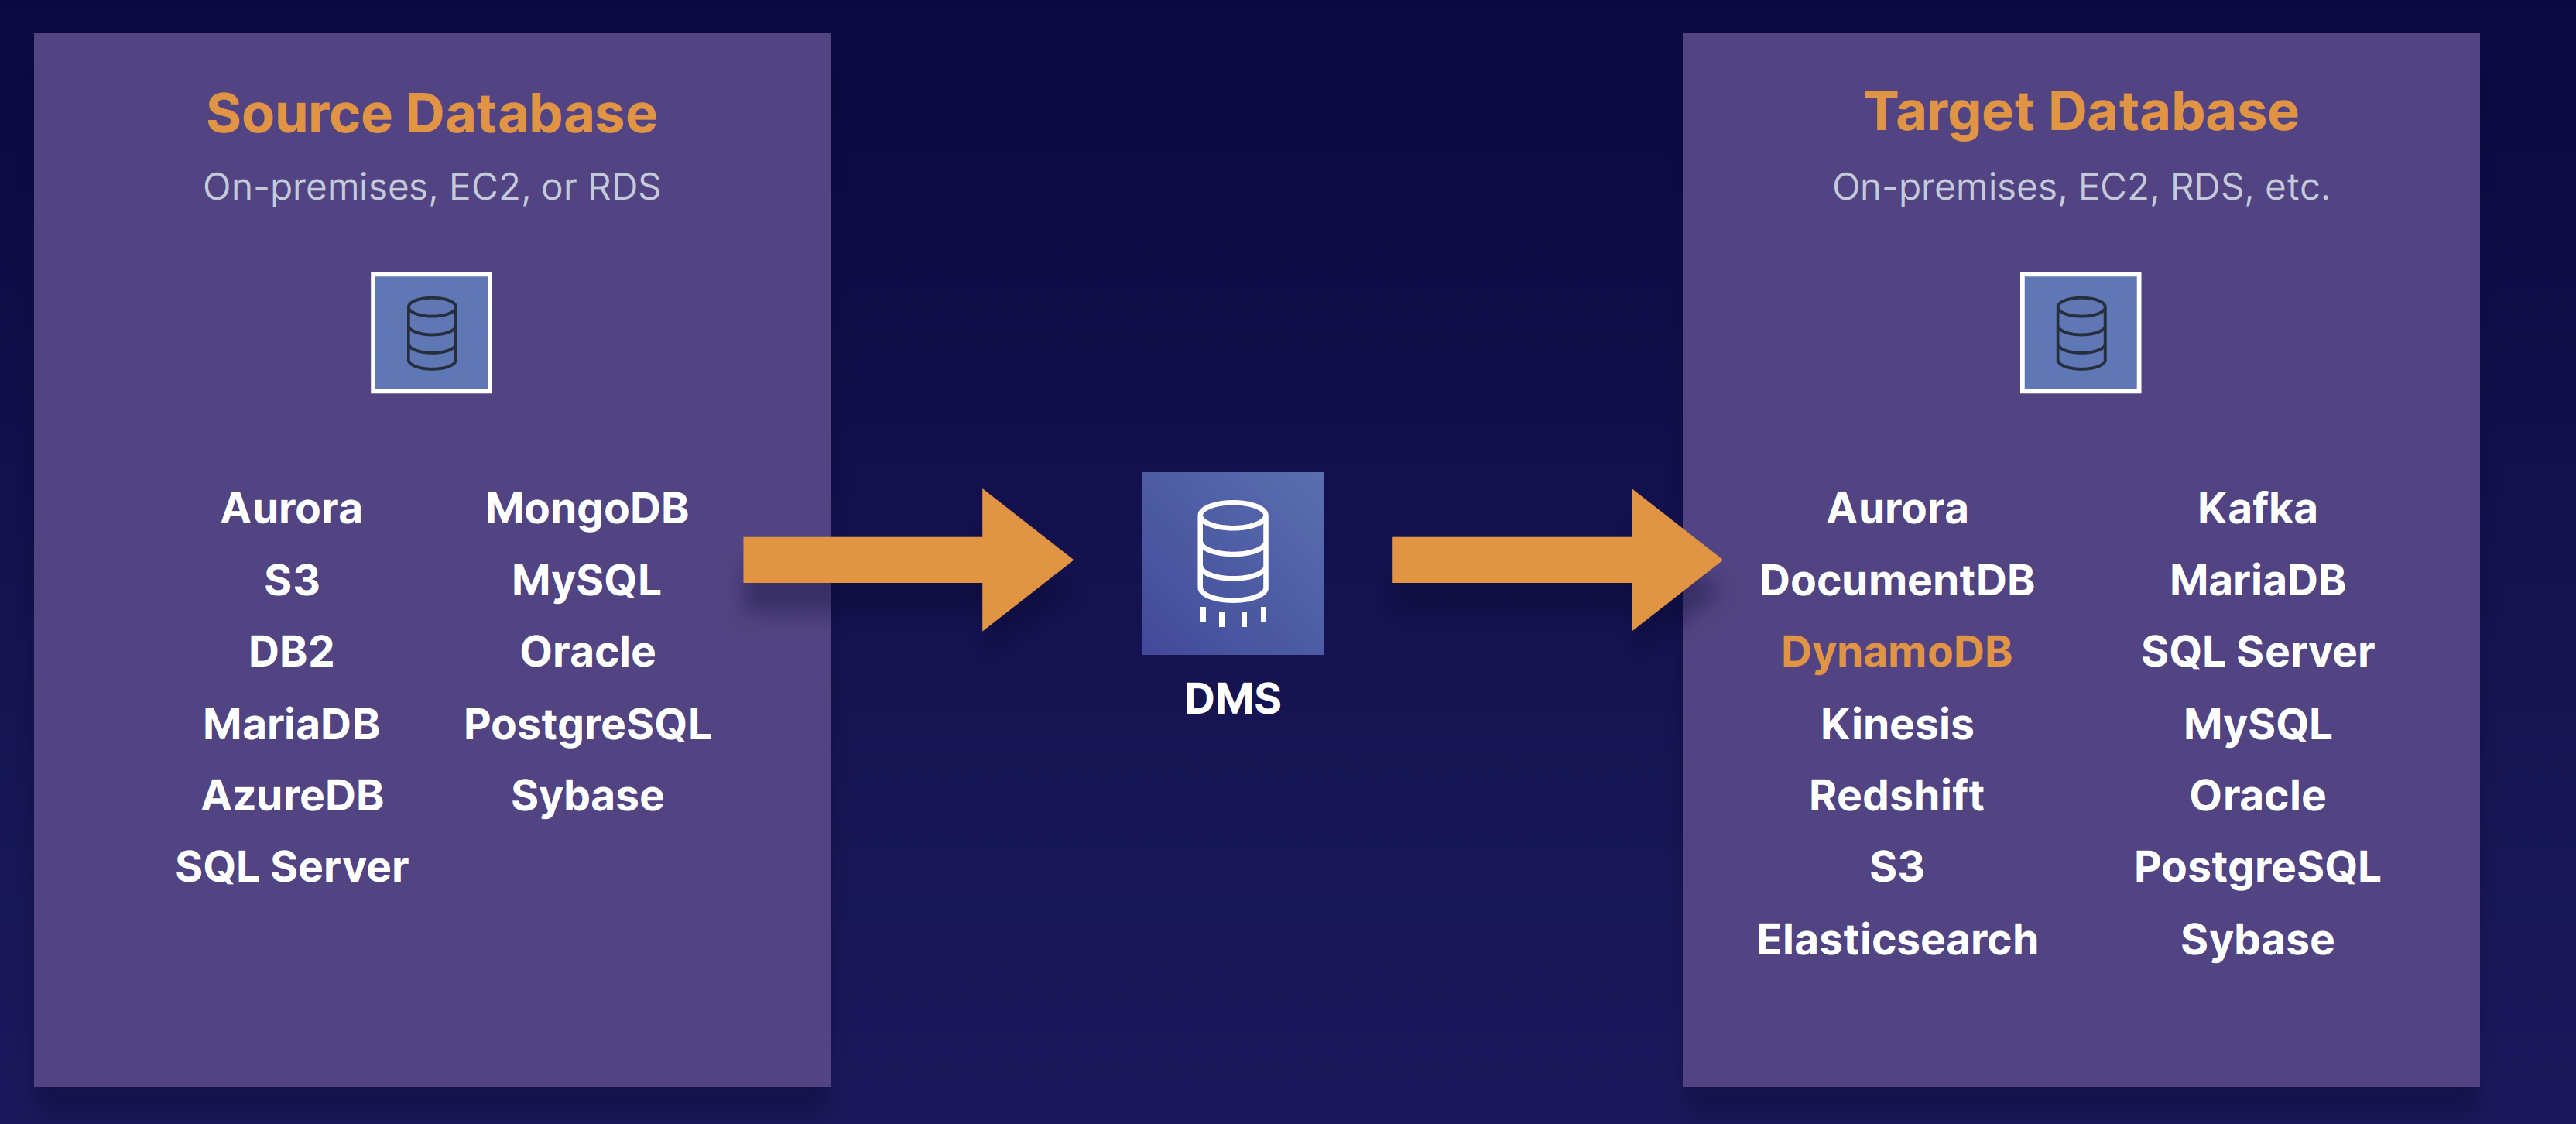 Source Database
On-premises, EC2, or RDS
Aurora
S3
DB2
MariaDB
AzureDB
SQL Server
MongoDB
MySQL
Oracle
PostgreSQL
Sybase
DMS
Target Database
On-premises, EC2, RDS, etc.
Aurora
DocumentDB
DynamoDB
Kinesis
Redshift
S3
Elasticsearch
Kafka
MariaDB
SQL Server
MySQL
Oracle
PostgreSQL
Sybase